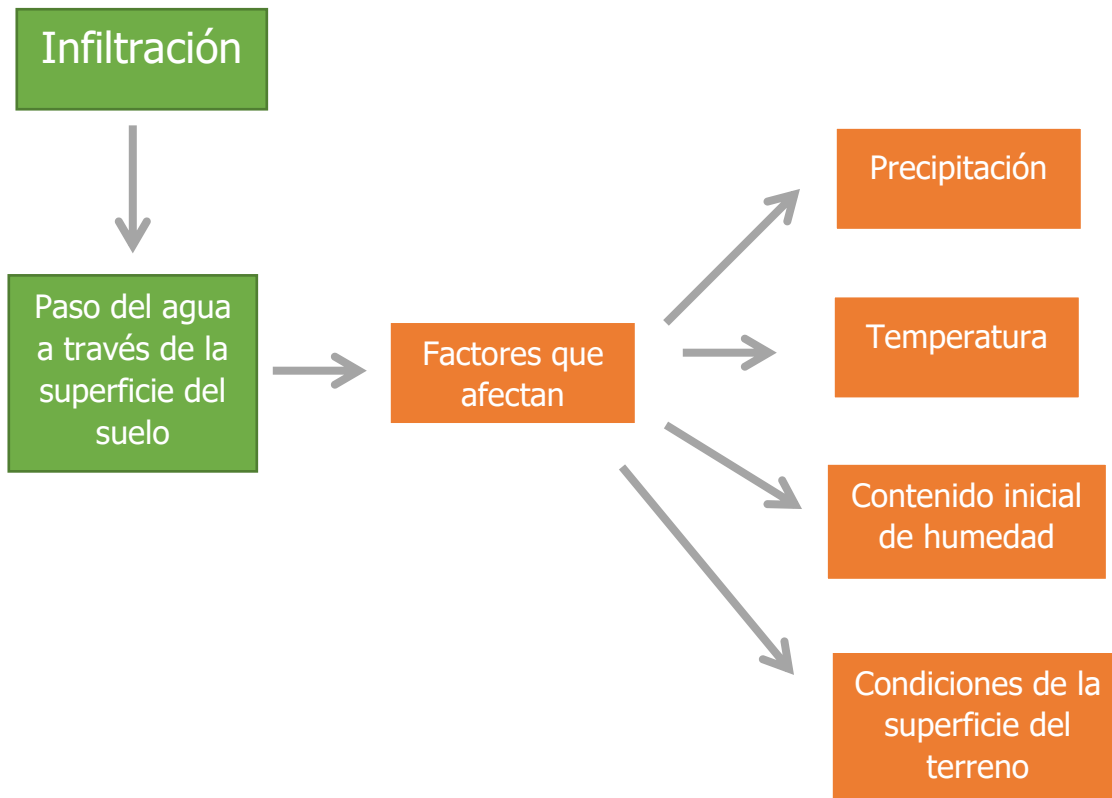 Infiltración
Paso del agua
a través de la
superficie del
suelo
Factores que
afectan
Precipitación
Temperatura
Contenido inicial
de humedad
Condiciones de la
superficie del
terreno